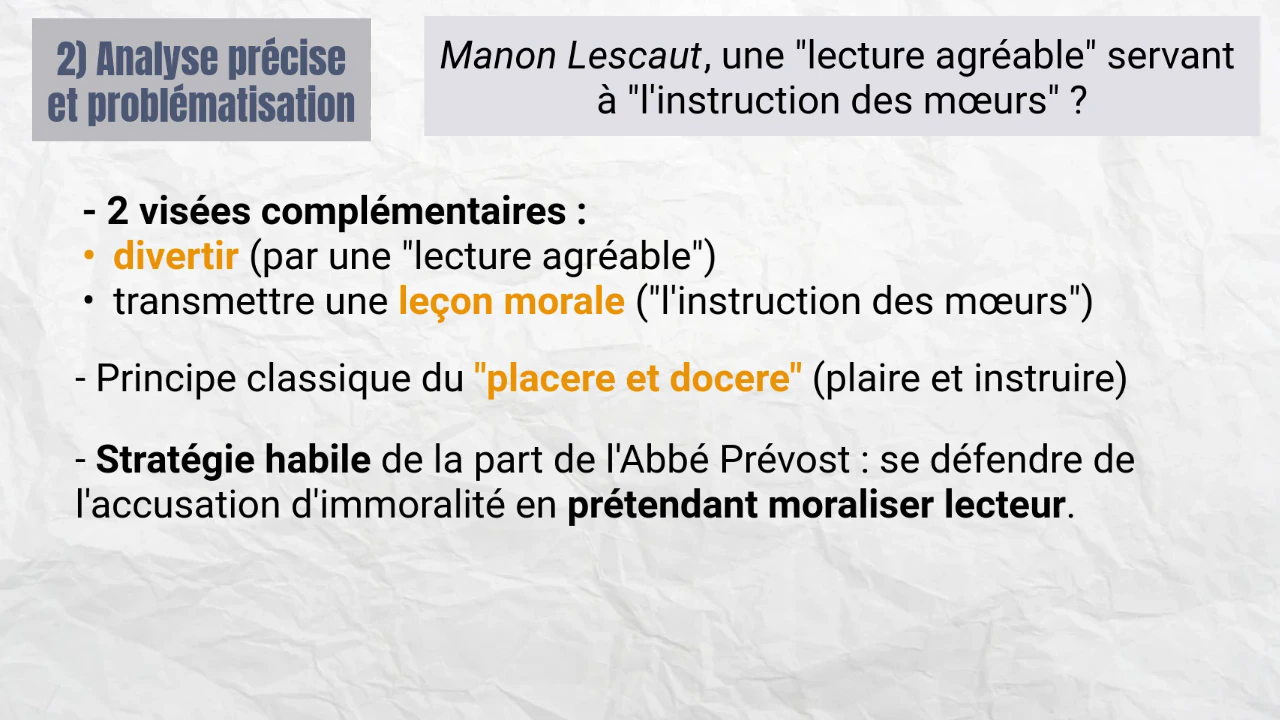 2) Analyse précise
et problématisation
Manon Lescaut, une "lecture agréable" servant
à "l'instruction des mœurs" ?
- 2 visées complémentaires :
• divertir (par une "lecture agréable")
• transmettre une leçon morale ("l'instruction des mœurs")
- Principe classique du "placere et docere" (plaire et instruire)
- Stratégie habile de la part de l'Abbé Prévost : se défendre de
l'accusation d'immoralité en prétendant moraliser lecteur.